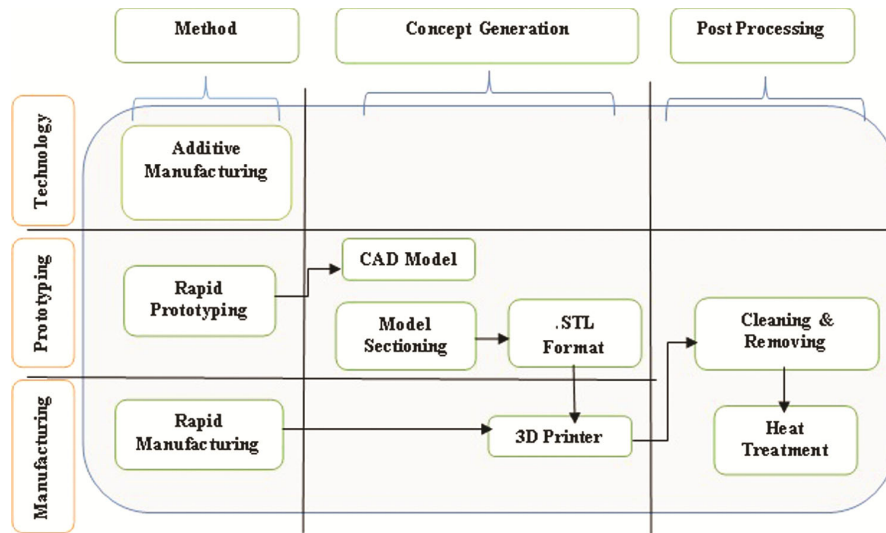 Method
Concept Generation
Post Processing
Technology
Additive
Manufacturing
Prototyping
Rapid
Prototyping
CAD Model
Model
Sectioning
.STL
Format
Cleaning &
Removing
Manufacturing
Rapid
Manufacturing
3D Printer
Heat
Treatment